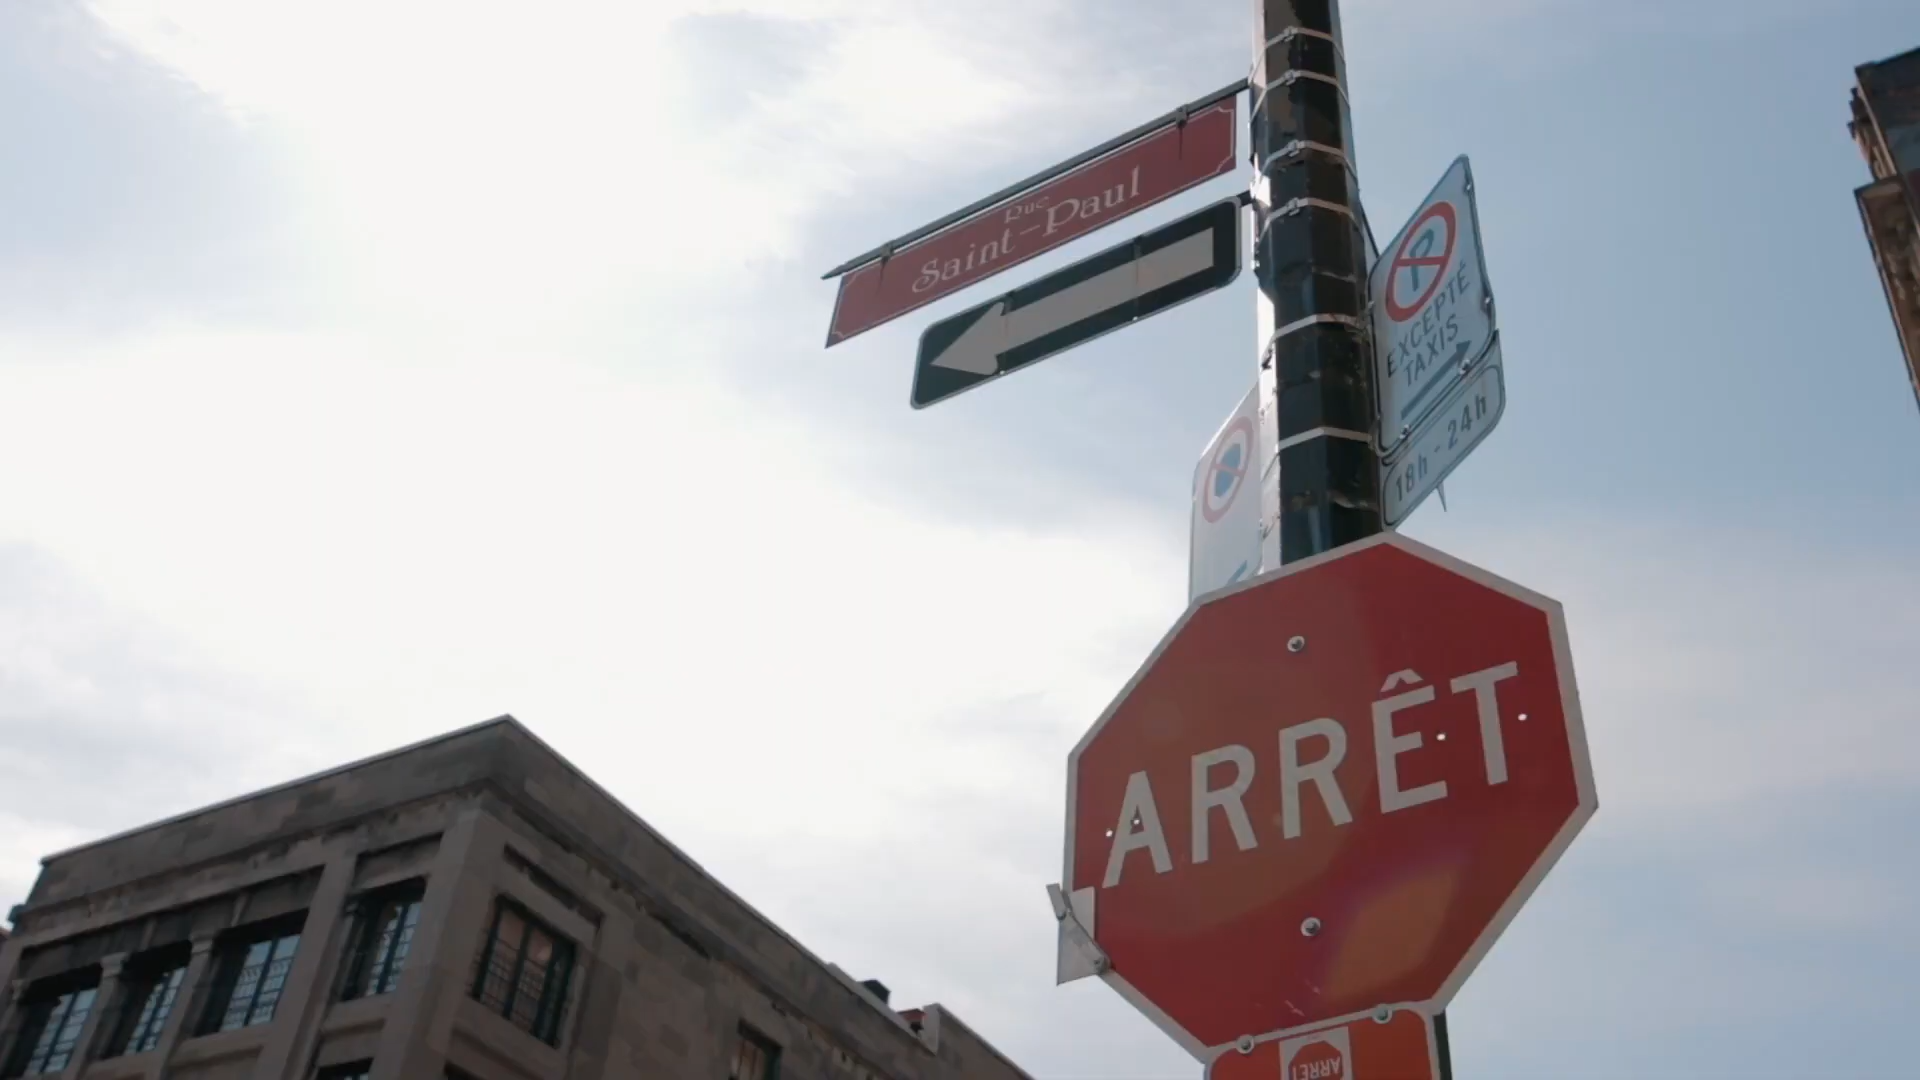 Rue
Saint-Paul
P
EXCEPTÉ
TAXIS
18h - 24h
P
ARRÊT
ARRÊT